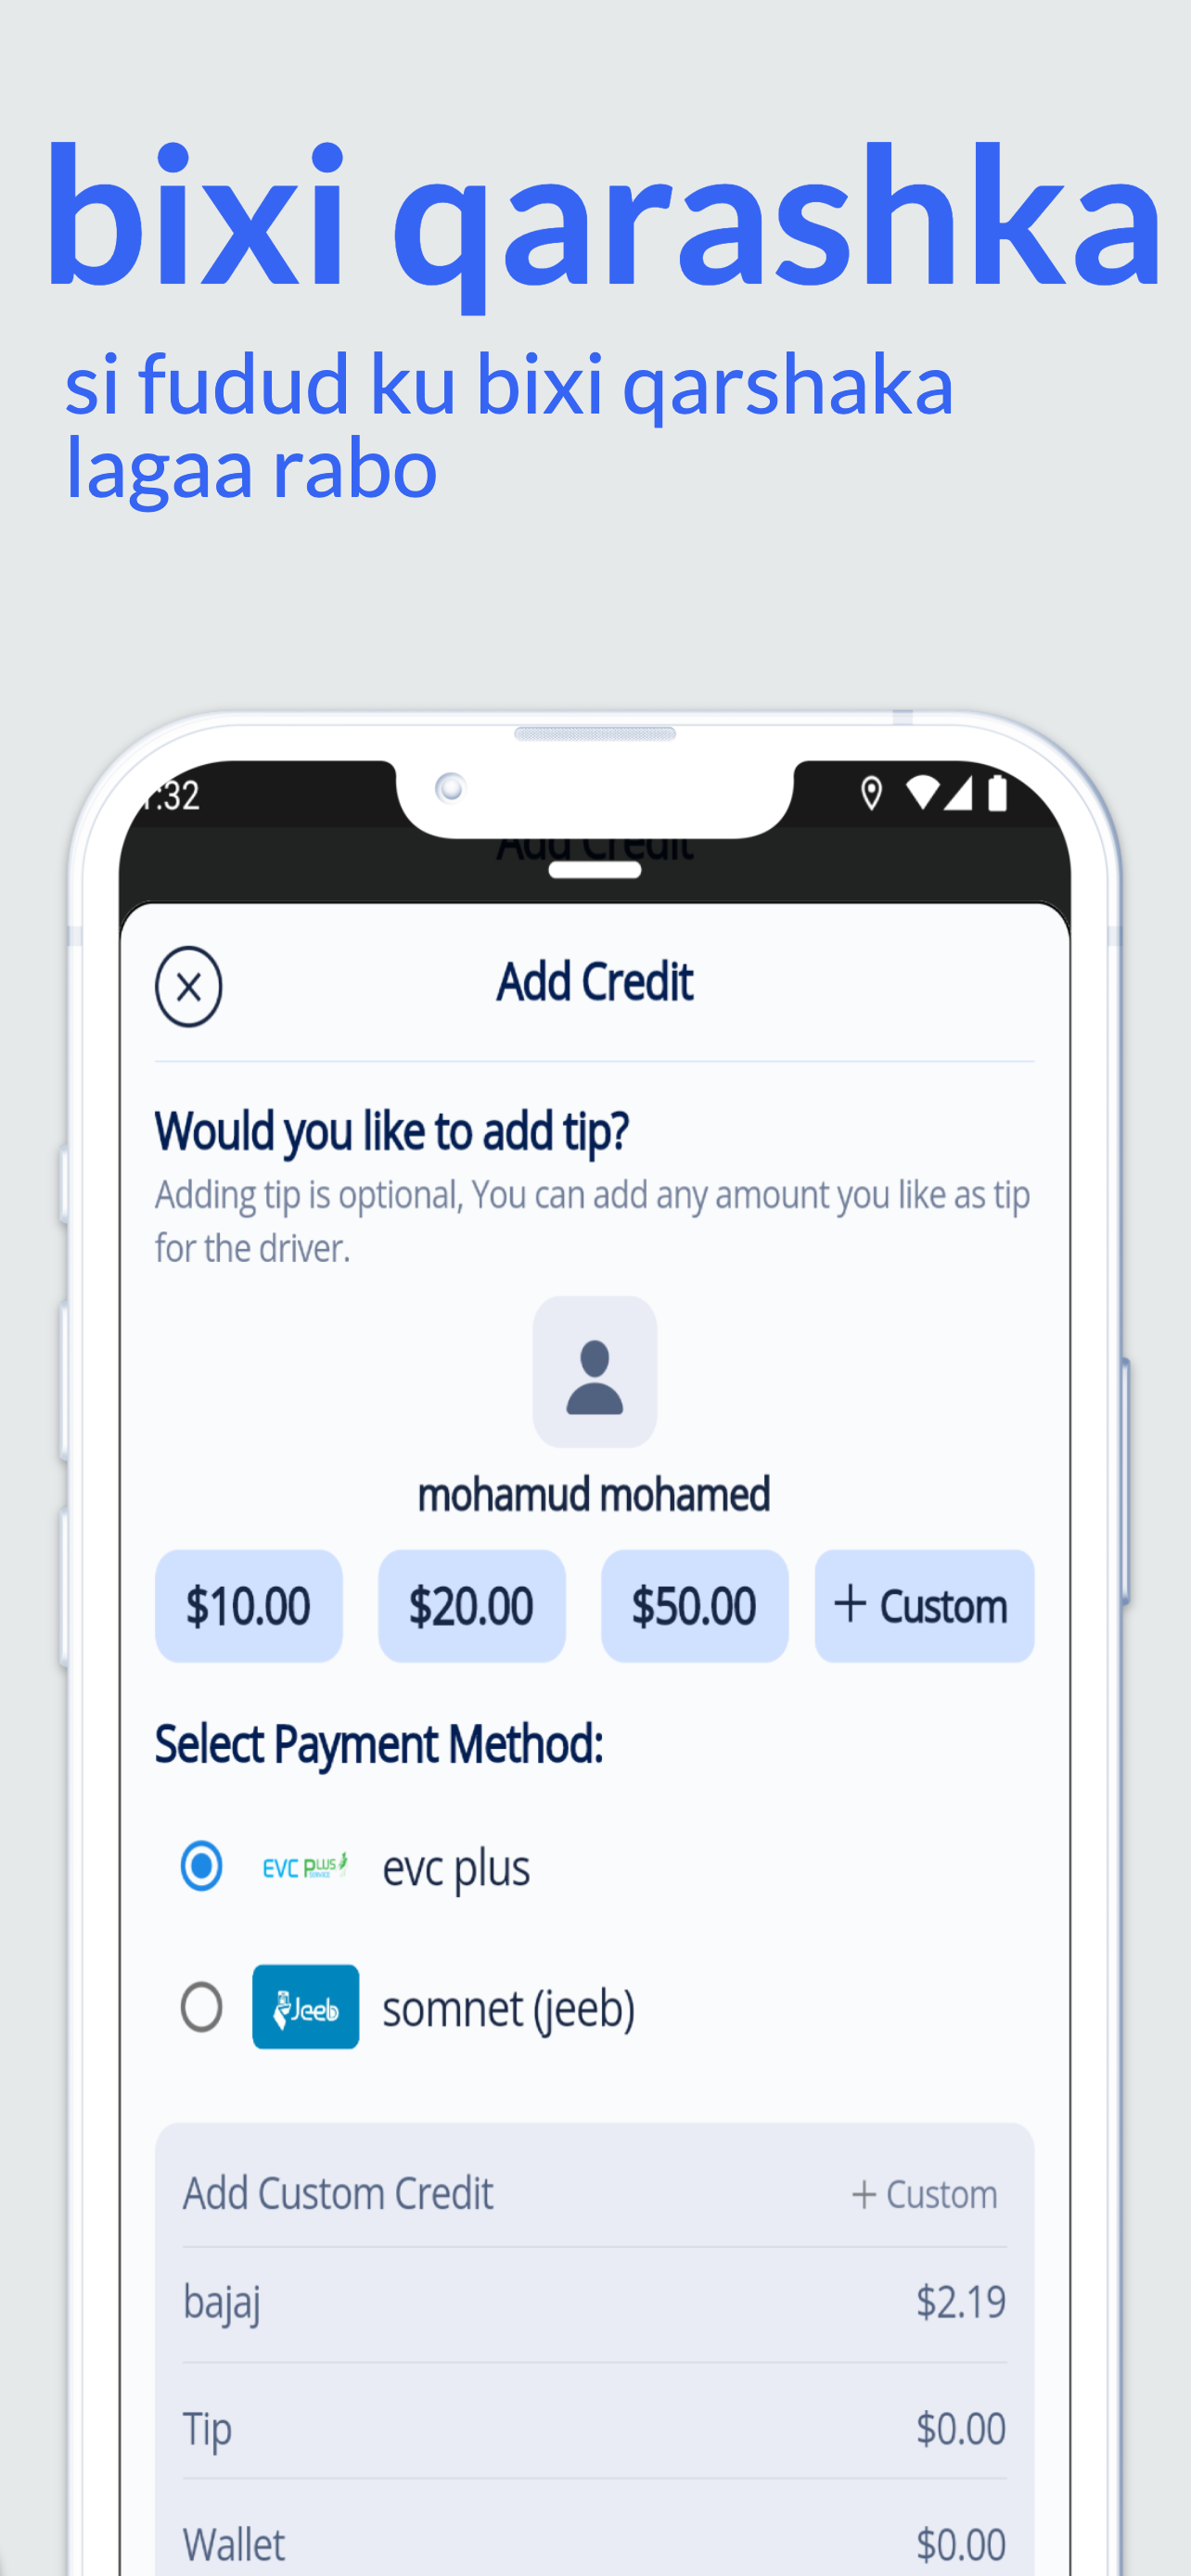 bixi qarashka
si fudud ku bixi qarshaka
lagaa rabo
:32
Add Credit
Add Credit
Would you like to add tip?
Adding tip is optional, You can add any amount you like as tip
for the driver.
mohamud mohamed
$10.00 $20.00 $50.00 + Custom
Select Payment Method:
EVC PLUS SERVICE evc plus
Jeeb somnet (jeeb)
Add Custom Credit + Custom
bajaj $2.19
Tip $0.00
Wallet $0.00